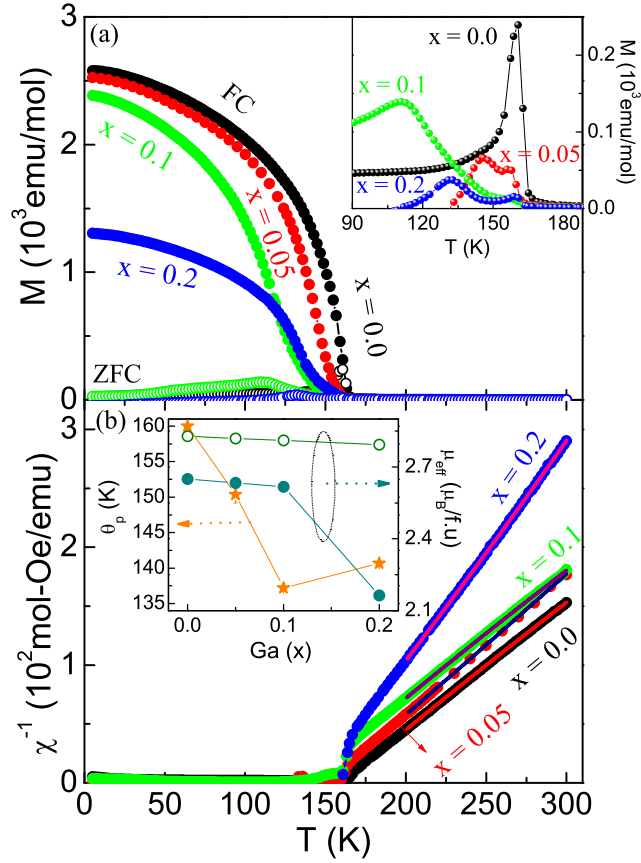 (a)
M (10³emu/mol)
3
2
1
0
FC
x = 0.1
x = 0.05
x = 0.0
x = 0.2
ZFC
x = 0.0
x = 0.1
x = 0.05
x = 0.2
M (10³emu/mol)
0.2
0.1
0.0
90 120 150 180
T (K)
(b)
χ⁻¹ (10²mol-Oe/emu)
3
2
1
0
x = 0.2
x = 0.1
x = 0.0
x = 0.05
0 50 100 150 200 250 300
T (K)
θp (K)
160
157
152
150
145
142
137
135
μeff (μB/f.u)
2.7
2.4
2.1
0.0 0.1 0.2
Ga (x)